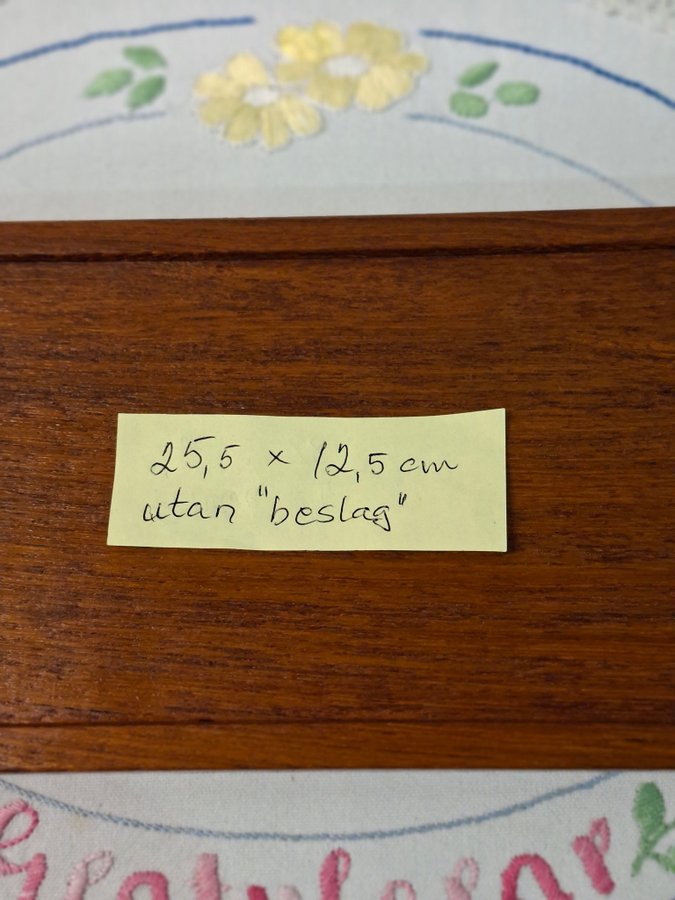 25,5 x 12,5 cm
utan "beslag"